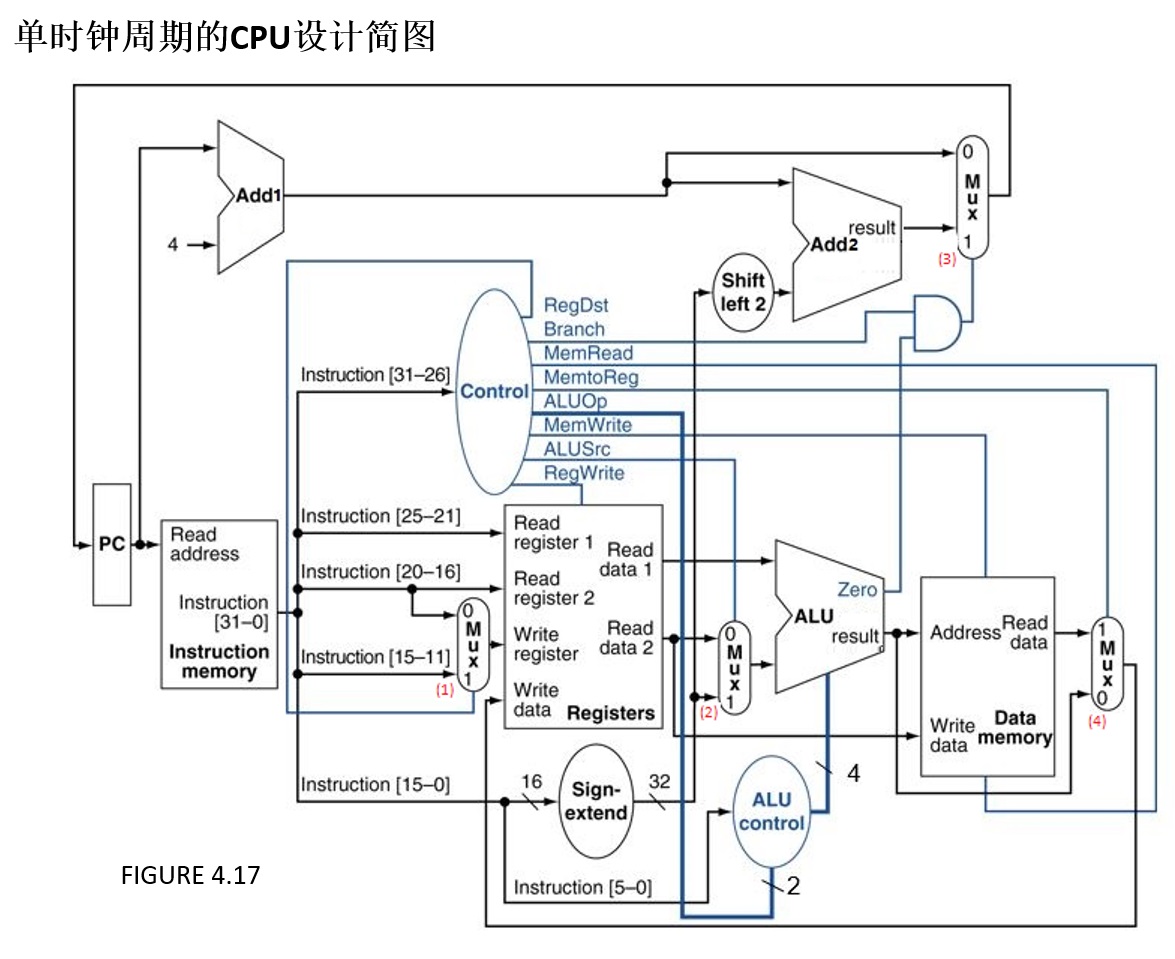 单时钟周期的CPU设计简图
Add1
4
0
Mux
1
(3)
result
Add2
Shift
left 2
RegDst
Branch
MemRead
MemtoReg
ALUOp
MemWrite
ALUSrc
RegWrite
Control
Instruction [31–26]
PC
Read
address
Instruction
[31–0]
Instruction
memory
Instruction [25–21]
Instruction [20–16]
Instruction [15–11]
0
Mux
1
(1)
Read
register 1
Read
register 2
Write
register
Write
data
Read
data 1
Read
data 2
Registers
0
Mux
1
(2)
Zero
ALU
result
Address
Read
data
Write
data
Data
memory
1
Mux
0
(4)
Instruction [15–0]
16
Sign-
extend
32
ALU
control
4
2
Instruction [5–0]
FIGURE 4.17